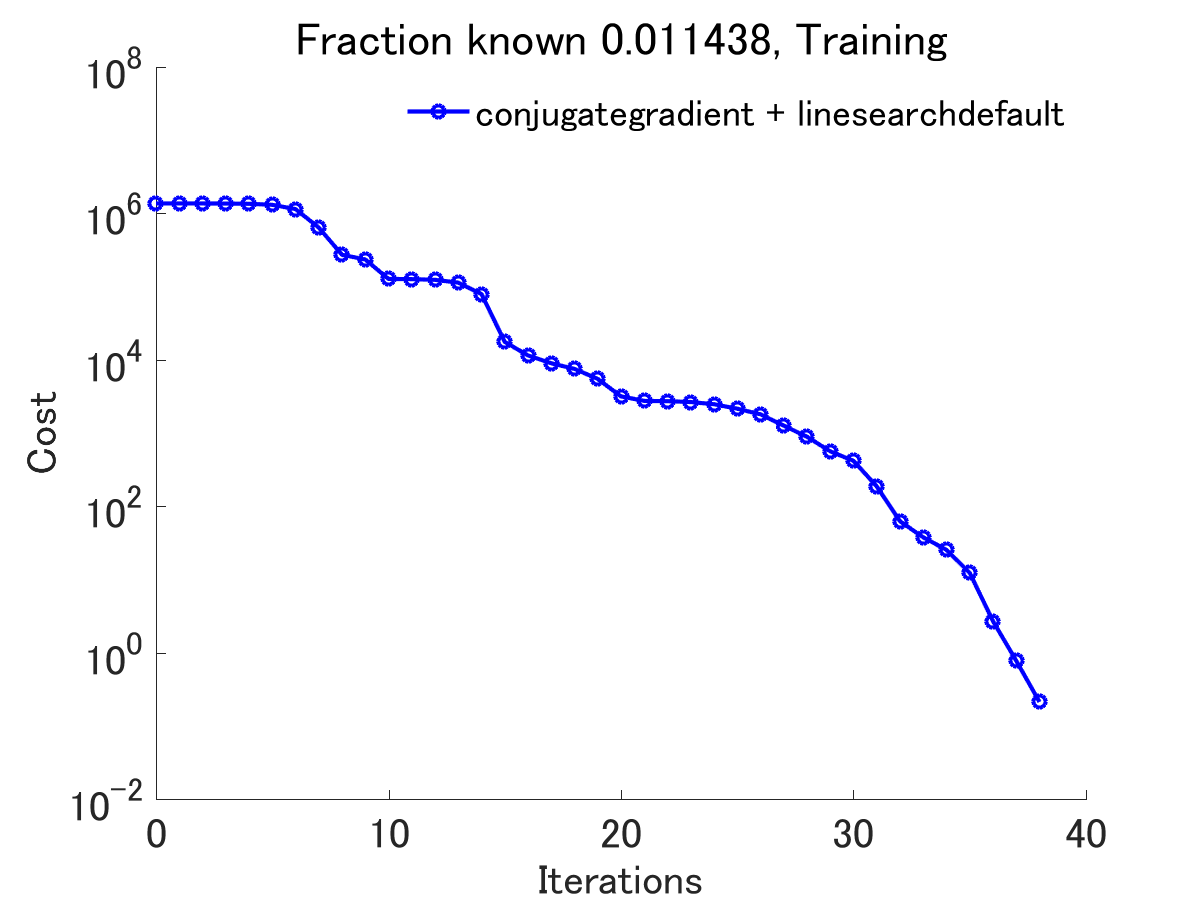 Fraction known 0.011438, Training
conjugategradient + linesearchdefault
10^8
10^6
10^4
10^2
10^0
10^-2
Cost
0 10 20 30 40
Iterations